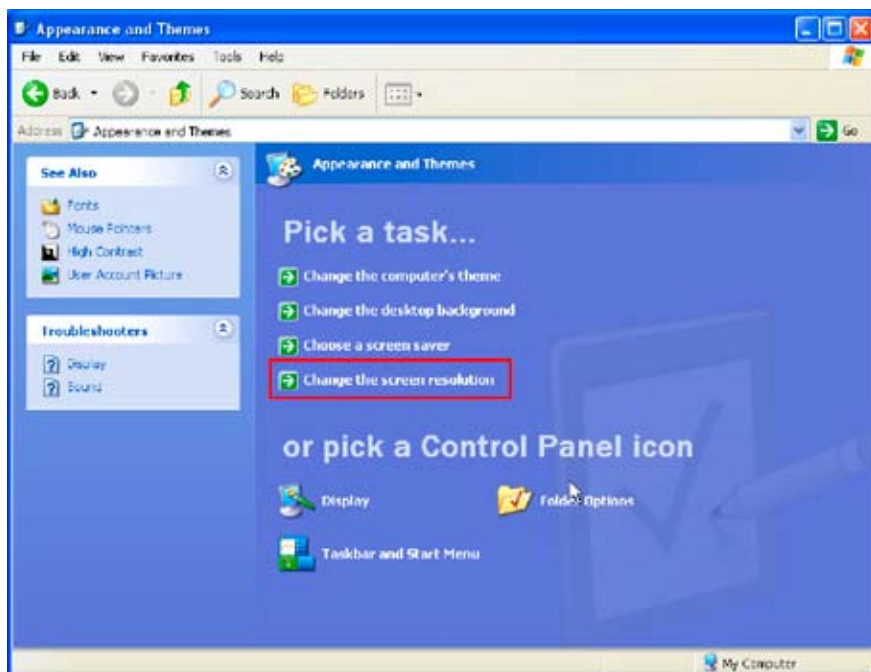 Appearance and Themes
File Edit View Favorites Tools Help
Back Search Folders
Address Appearance and Themes Go
See Also
Fonts
Mouse Pointers
High Contrast
User Account Picture
Troubleshooters
Display
Sound
Appearance and Themes
Pick a task...
Change the computer's theme
Change the desktop background
Choose a screen saver
Change the screen resolution
or pick a Control Panel icon
Display Folder Options
Taskbar and Start Menu
My Computer